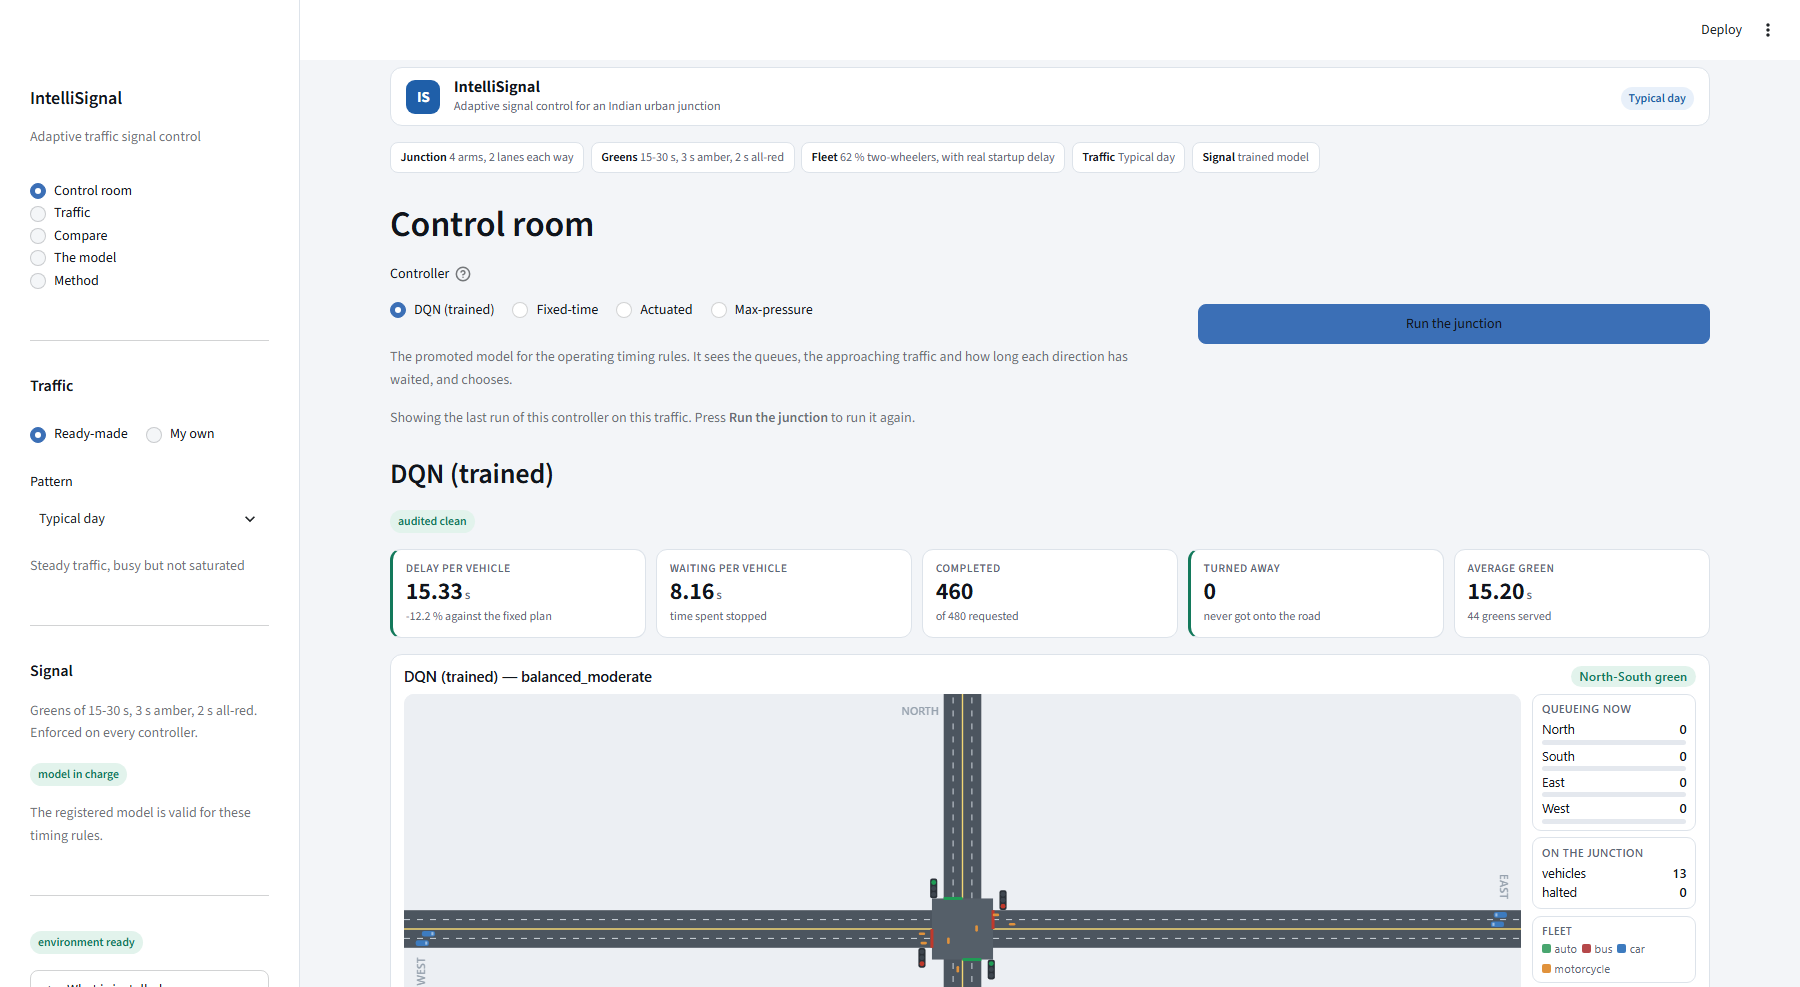 Deploy
IntelliSignal
Adaptive traffic signal control
Control room
Traffic
Compare
The model
Method
Traffic
Ready-made My own
Pattern
Typical day
Steady traffic, busy but not saturated
Signal
Greens of 15-30 s, 3 s amber, 2 s all-red.
Enforced on every controller.
model in charge
The registered model is valid for these
timing rules.
environment ready
IS
IntelliSignal
Adaptive signal control for an Indian urban junction
Typical day
Junction 4 arms, 2 lanes each way
Greens 15-30 s, 3 s amber, 2 s all-red
Fleet 62 % two-wheelers, with real startup delay
Traffic Typical day
Signal trained model
Control room
Controller ?
DQN (trained) Fixed-time Actuated Max-pressure
Run the junction
The promoted model for the operating timing rules. It sees the queues, the approaching traffic and how long each direction has
waited, and chooses.
Showing the last run of this controller on this traffic. Press Run the junction to run it again.
DQN (trained)
audited clean
DELAY PER VEHICLE
15.33 s
-12.2 % against the fixed plan
WAITING PER VEHICLE
8.16 s
time spent stopped
COMPLETED
460
of 480 requested
TURNED AWAY
0
never got onto the road
AVERAGE GREEN
15.20 s
44 greens served
DQN (trained) — balanced_moderate
North-South green
NORTH
EAST
WEST
QUEUEING NOW
North 0
South 0
East 0
West 0
ON THE JUNCTION
vehicles 13
halted 0
FLEET
auto bus car
motorcycle